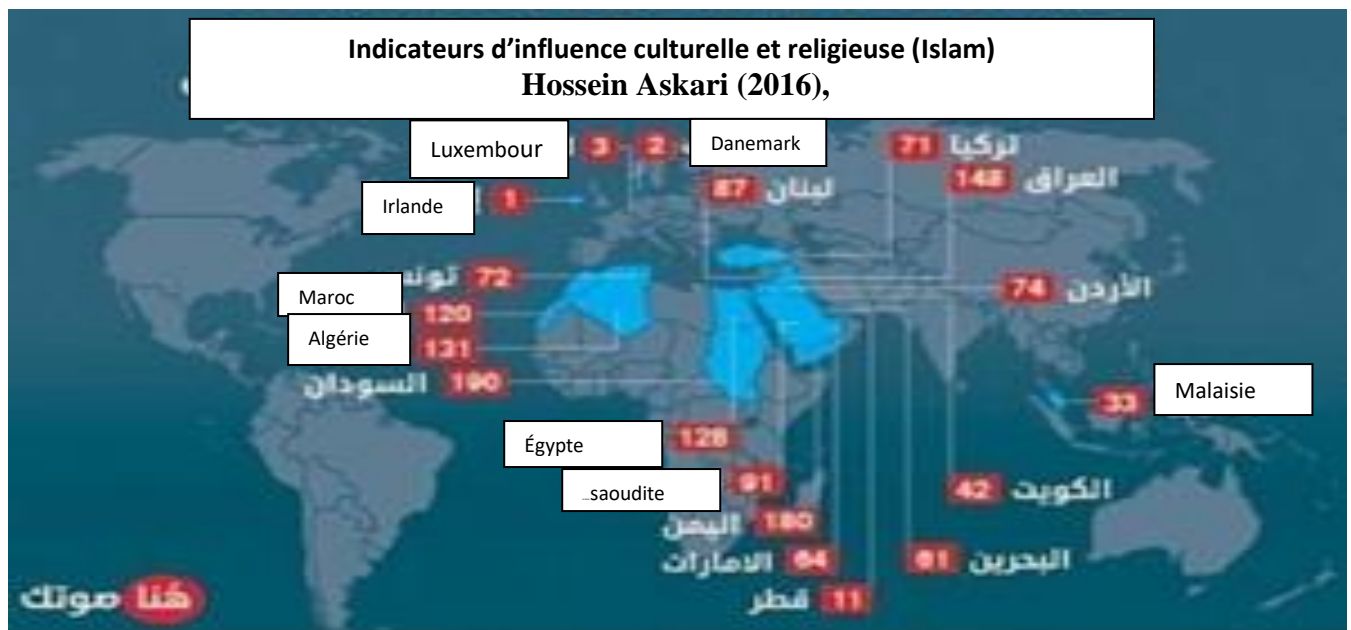 Indicateurs d’influence culturelle et religieuse (Islam)
Hossein Askari (2016),
Luxembour 3 - 2 Danemark
71 تركيا
148 العراق
87 لبنان
Irlande 1
72
74 الأردن
Maroc 120
Algérie 131
السودان 190
33 Malaisie
Égypte 128
saoudite 91
اليمن 180
42 الكويت
الامارات 64
61 البحرين
قطر 11
هُنا صوتك